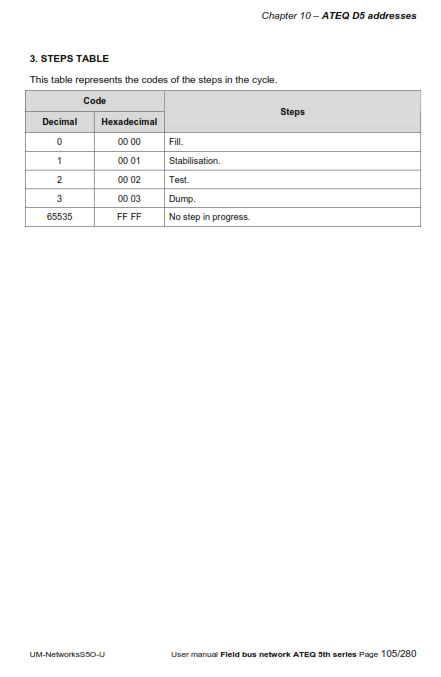 Chapter 10 – ATEQ D5 addresses
3. STEPS TABLE
This table represents the codes of the steps in the cycle.
Code
Steps
Decimal Hexadecimal
0 00 00 Fill.
1 00 01 Stabilisation.
2 00 02 Test.
3 00 03 Dump.
65535 FF FF No step in progress.
UM-NetworksS5O-U User manual Field bus network ATEQ 5th series Page 105/280